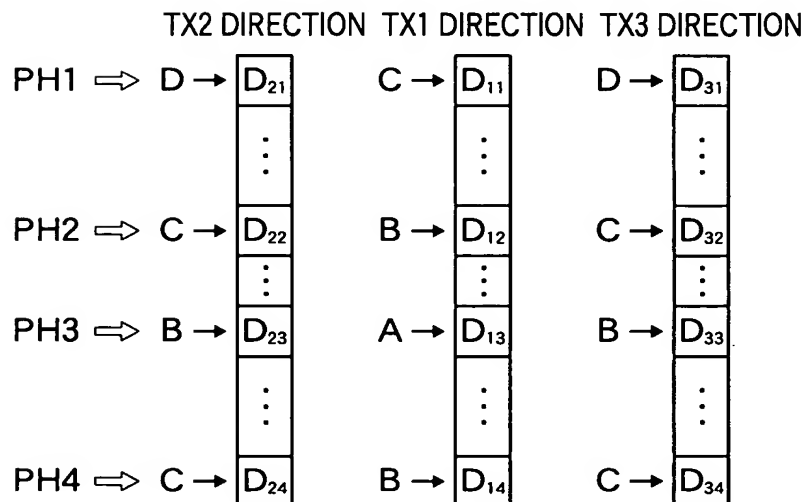 TX2 DIRECTION TX1 DIRECTION TX3 DIRECTION
PH1 ⇨ D → D₂₁ C → D₁₁ D → D₃₁
⋮ ⋮ ⋮
PH2 ⇨ C → D₂₂ B → D₁₂ C → D₃₂
⋮ ⋮ ⋮
PH3 ⇨ B → D₂₃ A → D₁₃ B → D₃₃
⋮ ⋮ ⋮
PH4 ⇨ C → D₂₄ B → D₁₄ C → D₃₄